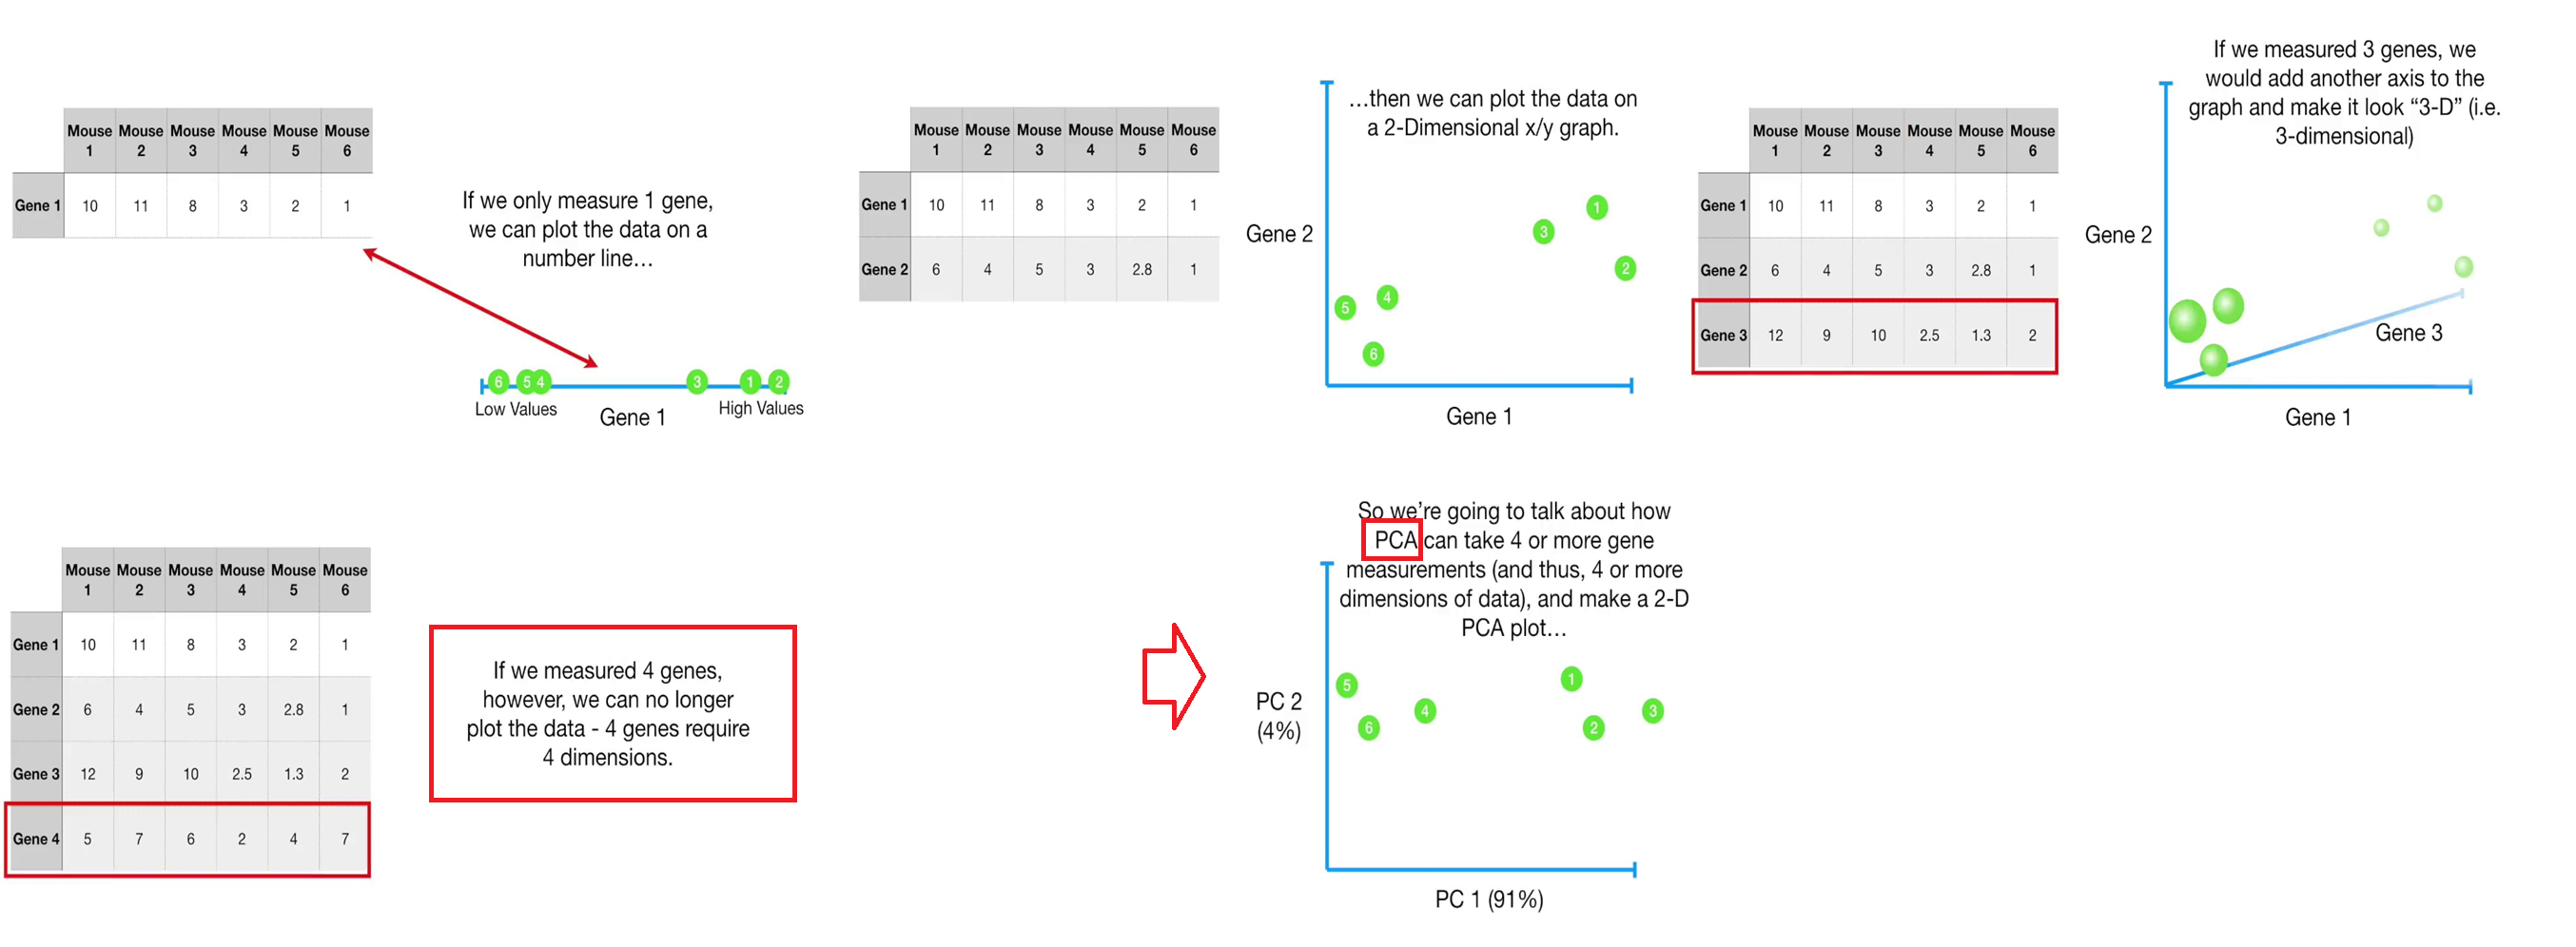 Mouse 1 Mouse 2 Mouse 3 Mouse 4 Mouse 5 Mouse 6
Gene 1 10 11 8 3 2 1
If we only measure 1 gene,
we can plot the data on a
number line…
6 5 4 3 1 2
Low Values
High Values
Gene 1
Mouse 1 Mouse 2 Mouse 3 Mouse 4 Mouse 5 Mouse 6
Gene 1 10 11 8 3 2 1
Gene 2 6 4 5 3 2.8 1
…then we can plot the data on
a 2-Dimensional x/y graph.
Gene 2
1
3
2
4
5
6
Gene 1
Mouse 1 Mouse 2 Mouse 3 Mouse 4 Mouse 5 Mouse 6
Gene 1 10 11 8 3 2 1
Gene 2 6 4 5 3 2.8 1
Gene 3 12 9 10 2.5 1.3 2
If we measured 3 genes, we
would add another axis to the
graph and make it look “3-D” (i.e.
3-dimensional)
Gene 2
Gene 3
Gene 1
Mouse 1 Mouse 2 Mouse 3 Mouse 4 Mouse 5 Mouse 6
Gene 1 10 11 8 3 2 1
Gene 2 6 4 5 3 2.8 1
Gene 3 12 9 10 2.5 1.3 2
Gene 4 5 7 6 2 4 7
If we measured 4 genes,
however, we can no longer
plot the data - 4 genes require
4 dimensions.
So we’re going to talk about how
PCA can take 4 or more gene
measurements (and thus, 4 or more
dimensions of data), and make a 2-D
PCA plot…
PC 2
(4%)
5
1
4
3
6
2
PC 1 (91%)